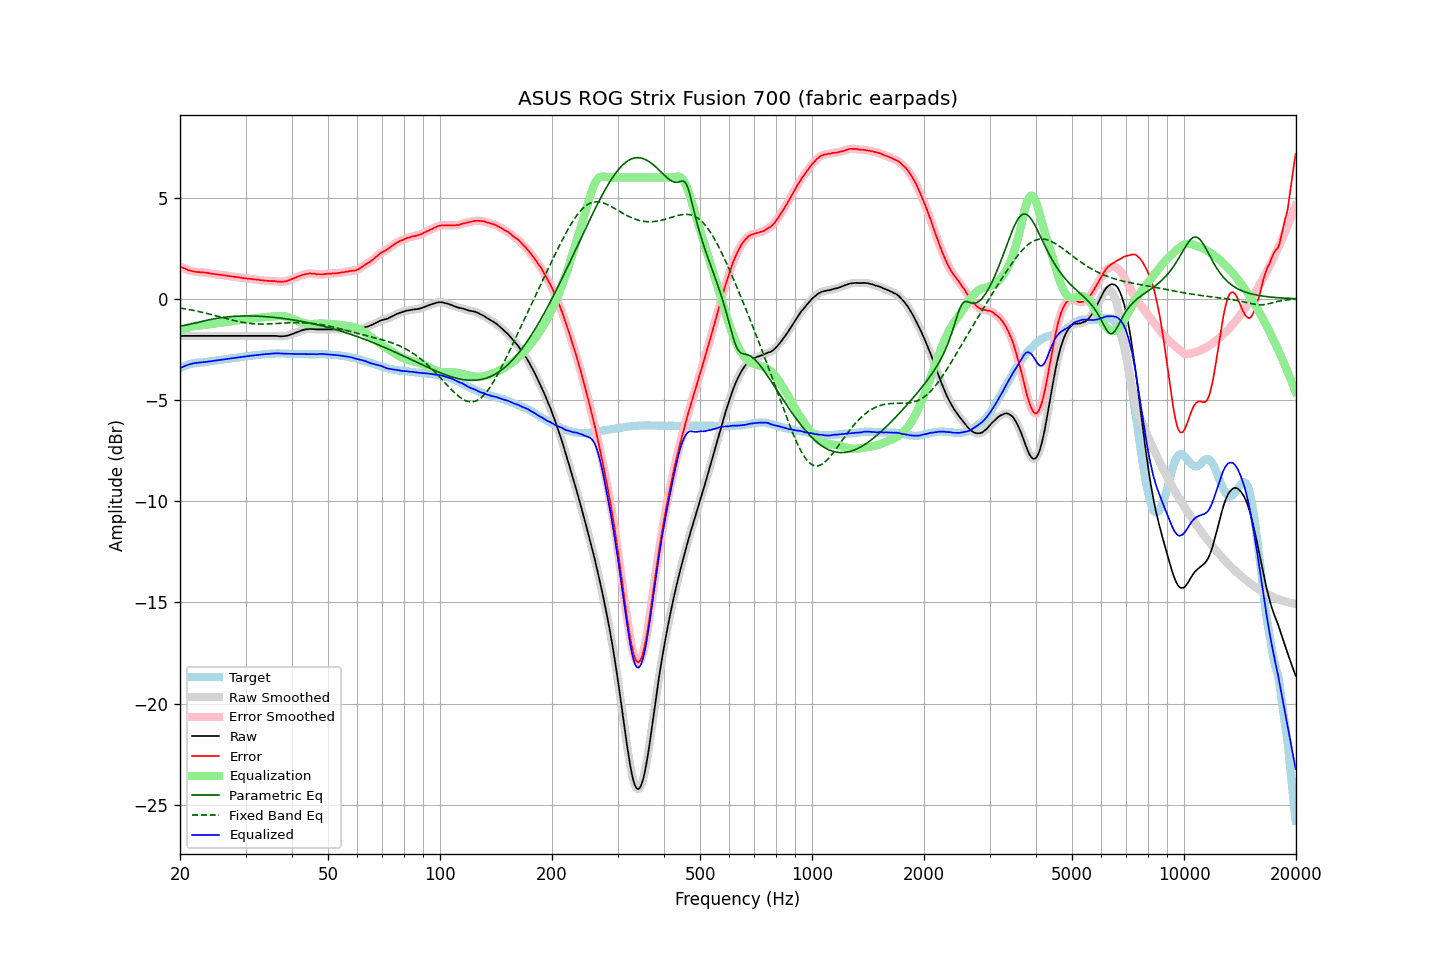 ASUS ROG Strix Fusion 700 (fabric earpads)
Amplitude (dBr)
5
0
−5
−10
−15
−20
−25
Target
Raw Smoothed
Error Smoothed
Raw
Error
Equalization
Parametric Eq
Fixed Band Eq
Equalized
20 50 100 200 500 1000 2000 5000 10000 20000
Frequency (Hz)